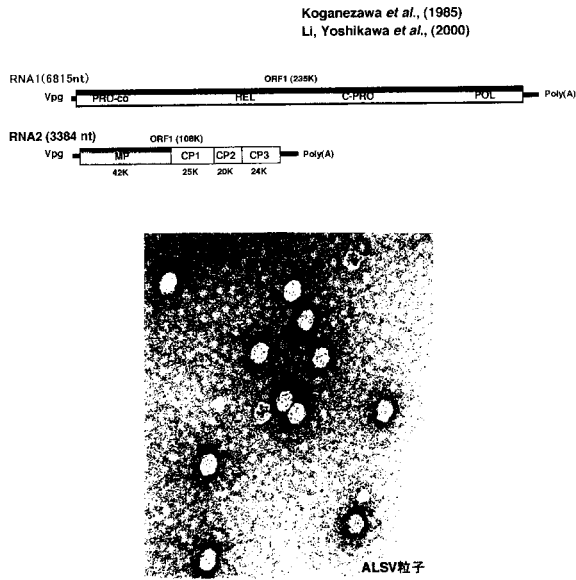 Koganezawa et al., (1985)
Li, Yoshikawa et al., (2000)
RNA1(6815nt)
ORF1 (235K)
Vpg PRO-co HEL C-PRO POL Poly(A)
RNA2 (3384 nt)
ORF1 (108K)
Vpg MP CP1 CP2 CP3 Poly(A)
42K 25K 20K 24K
ALSV粒子